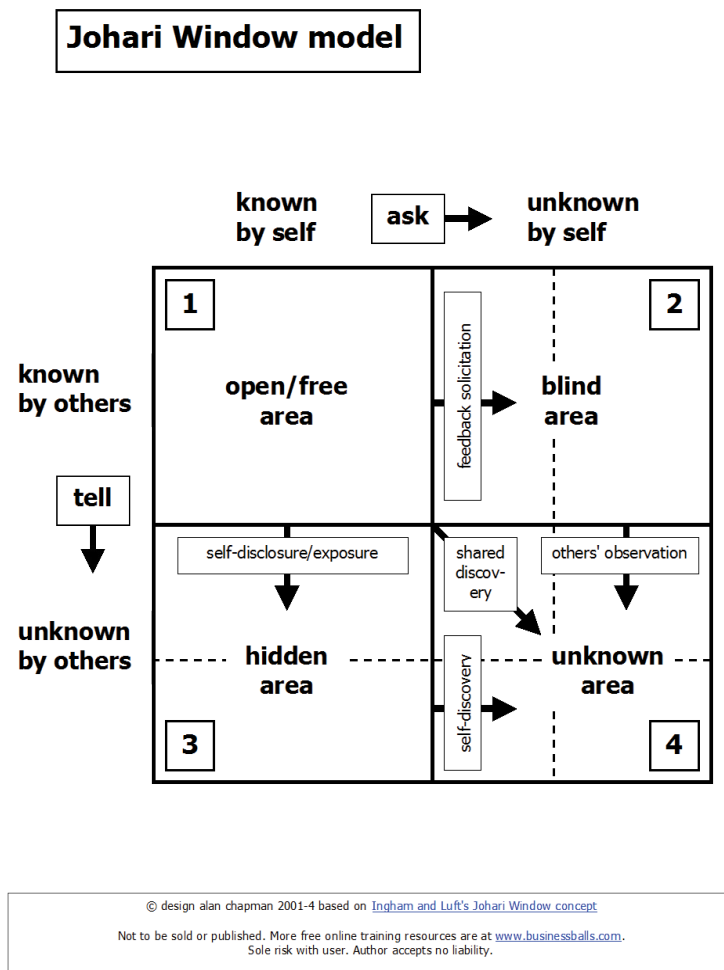 Johari Window model
known
by self
ask
unknown
by self
1
2
known
by others
open/free
area
feedback solicitation
blind
area
tell
self-disclosure/exposure
shared
discov-
ery
others' observation
unknown
by others
hidden
area
self-discovery
unknown
area
3
4
© design alan chapman 2001-4 based on Ingham and Luft's Johari Window concept
Not to be sold or published. More free online training resources are at www.businessballs.com.
Sole risk with user. Author accepts no liability.